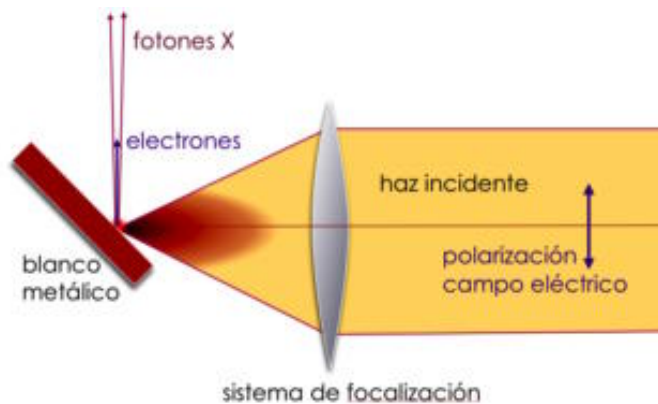 fotones X
electrones
haz incidente
polarización
campo eléctrico
blanco
metálico
sistema de focalización